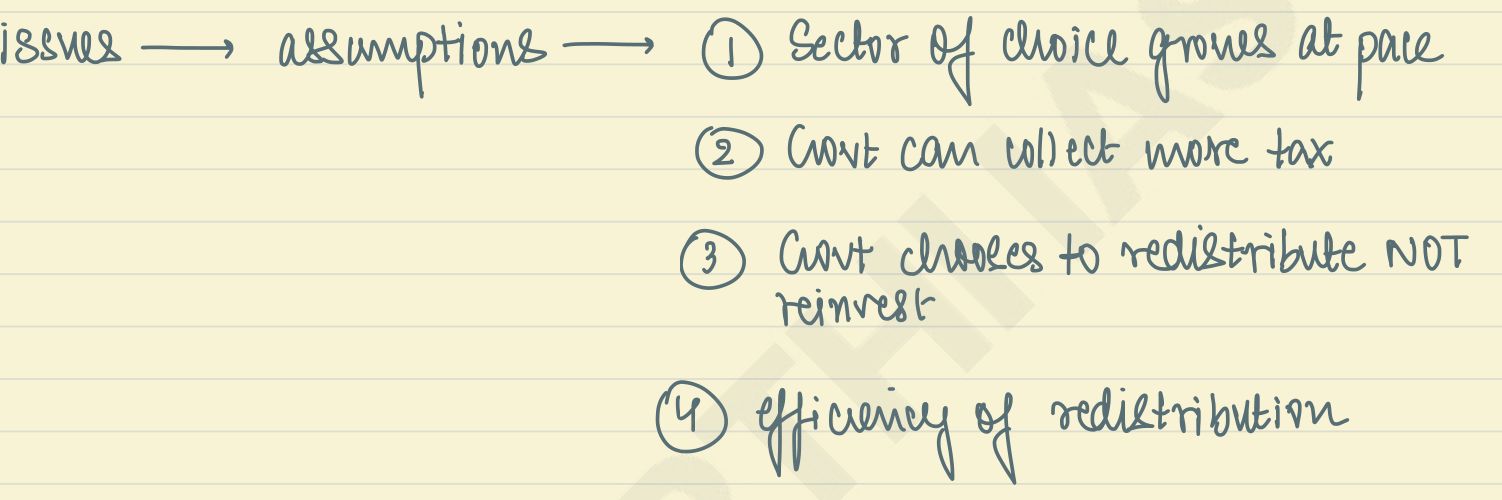 issues → assumptions → ① Sector of choice grows at pace
② Govt can collect more tax
③ Govt chooses to redistribute NOT
reinvest
④ efficiency of redistribution